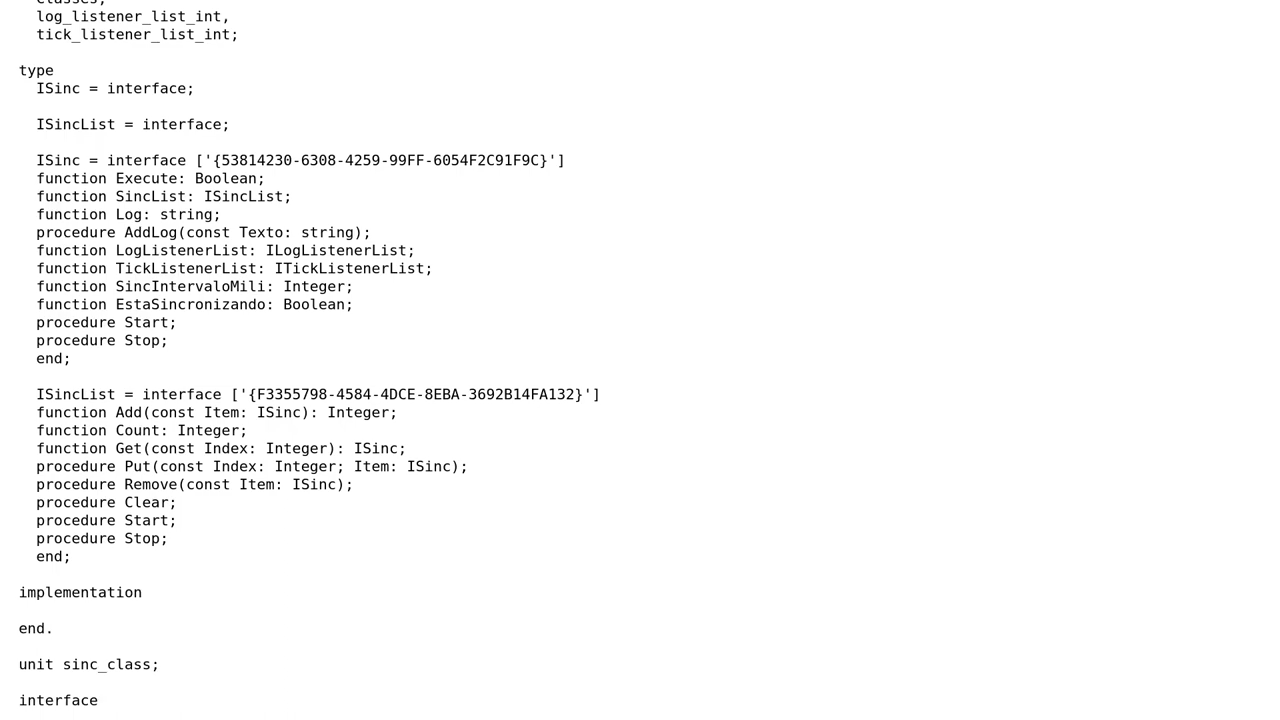 classes,
log_listener_list_int,
tick_listener_list_int;
type
ISinc = interface;
ISincList = interface;
ISinc = interface ['{53814230-6308-4259-99FF-6054F2C91F9C}']
function Execute: Boolean;
function SincList: ISincList;
function Log: string;
procedure AddLog(const Texto: string);
function LogListenerList: ILogListenerList;
function TickListenerList: ITickListenerList;
function SincIntervaloMili: Integer;
function EstaSincronizando: Boolean;
procedure Start;
procedure Stop;
end;
ISincList = interface ['{F3355798-4584-4DCE-8EBA-3692B14FA132}']
function Add(const Item: ISinc): Integer;
function Count: Integer;
function Get(const Index: Integer): ISinc;
procedure Put(const Index: Integer; Item: ISinc);
procedure Remove(const Item: ISinc);
procedure Clear;
procedure Start;
procedure Stop;
end;
implementation
end.
unit sinc_class;
interface